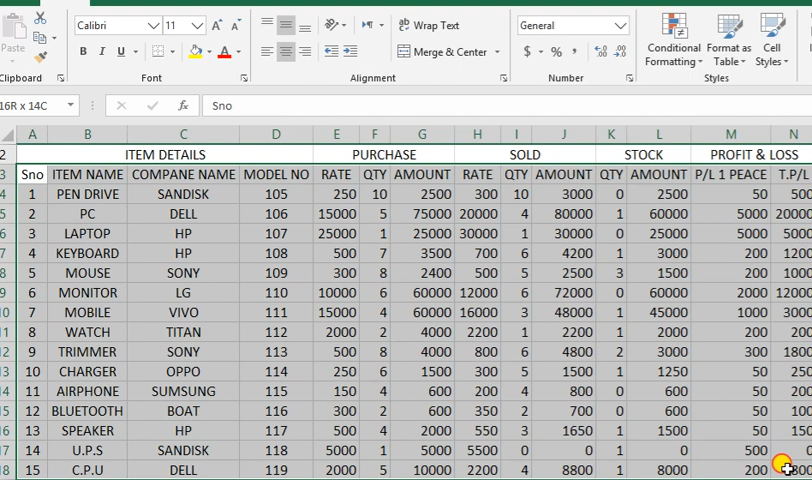 Calibri 11 A A ab Wrap Text General
Paste B I U A Merge & Center $ % , Conditional Format as Cell
Formatting Table Styles
Clipboard Font Alignment Number Styles
16R x 14C fx Sno
A B C D E F G H I J K L M N
2 ITEM DETAILS PURCHASE SOLD STOCK PROFIT & LOSS
3 Sno ITEM NAME COMPANE NAME MODEL NO RATE QTY AMOUNT RATE QTY AMOUNT QTY AMOUNT P/L 1 PEACE T.P/L
4 1 PEN DRIVE SANDISK 105 250 10 2500 300 10 3000 0 2500 50 500
5 2 PC DELL 106 15000 5 75000 20000 4 80000 1 60000 5000 20000
6 3 LAPTOP HP 107 25000 1 25000 30000 1 30000 0 25000 5000 5000
7 4 KEYBOARD HP 108 500 7 3500 700 6 4200 1 3000 200 1200
8 5 MOUSE SONY 109 300 8 2400 500 5 2500 3 1500 200 1000
9 6 MONITOR LG 110 10000 6 60000 12000 6 72000 0 60000 2000 12000
10 7 MOBILE VIVO 111 15000 4 60000 16000 3 48000 1 45000 1000 3000
11 8 WATCH TITAN 112 2000 2 4000 2200 1 2200 1 2000 200 200
12 9 TRIMMER SONY 113 500 8 4000 800 6 4800 2 3000 300 1800
13 10 CHARGER OPPO 114 250 6 1500 300 5 1500 1 1250 50 250
14 11 AIRPHONE SUMSUNG 115 150 4 600 200 4 800 0 600 50 200
15 12 BLUETOOTH BOAT 116 300 2 600 350 2 700 0 600 50 100
16 13 SPEAKER HP 117 500 4 2000 550 3 1650 1 1500 50 150
17 14 U.P.S SANDISK 118 5000 1 5000 5500 0 1 0 500 0
18 15 C.P.U DELL 119 2000 5 10000 2200 4 8800 1 8000 200 800